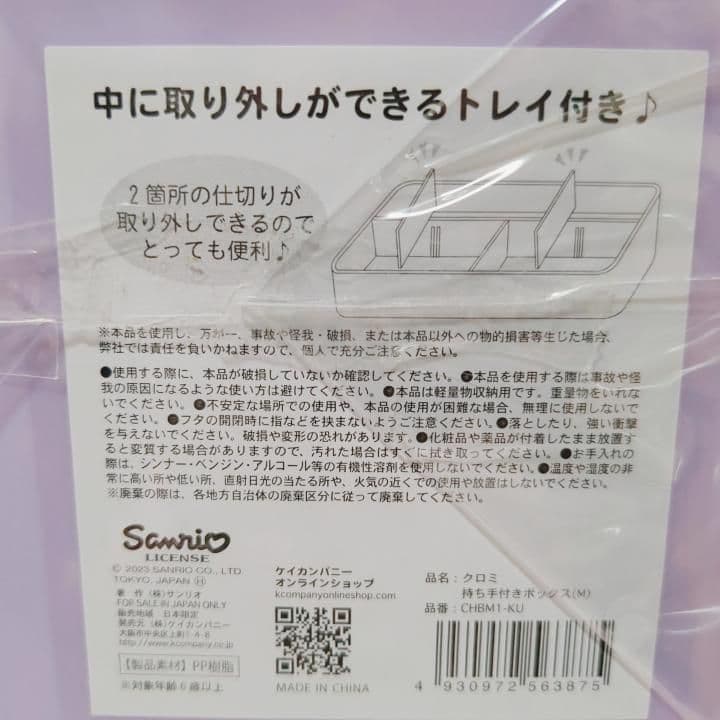 中に取り外しができるトレイ付き♪
2箇所の仕切りが
取り外しできるので
とっても便利♪
※本品を使用し、万が一、事故や怪我・破損、または本品以外への物的損害等生じた場合、
弊社では責任を負いかねますので、個人で充分ご注意ください。
●使用する際に、本品が破損していないか確認してください。●本品を使用する際は事故や怪
我の原因になるような使い方は避けてください。●本品は軽量物収納用です。重量物をいれな
いでください。●不安定な場所での使用や、本品の使用が困難な場合、無理に使用しないで
ください。●フタの開閉時に指などを挟まないようご注意ください。●落としたり、強い衝撃
を与えないでください。破損や変形の恐れがあります。●化粧品や薬品が付着したまま放置す
ると変質する場合がありますので、汚れた場合はすぐに拭き取ってください。●お手入れの
際は、シンナー・ベンジン・アルコール等の有機性溶剤を使用しないでください。●温度や湿度の非
常に高い所や低い所、直射日光の当たる所や、火気の近くでの使用や放置はしないでください。
※廃棄の際は、各地方自治体の廃棄区分に従って廃棄してください。
Sanrio
LICENSE
© 2023 SANRIO CO., LTD.
TOKYO, JAPAN Ⓗ
著 作 (株)サンリオ
FOR SALE IN JAPAN ONLY
販売地域 日本限定
発売元 (株)ケイカンパニー
大阪市中央区上町1-4-8
http://www.kcompany.co.jp
【製品素材】PP樹脂
※対象年齢6歳以上
ケイカンパニー
オンラインショップ
kcompanyonlineshop.com
MADE IN CHINA
品名:クロミ
持ち手付きボックス(M)
品番:CHBM1-KU
4 930972 563875